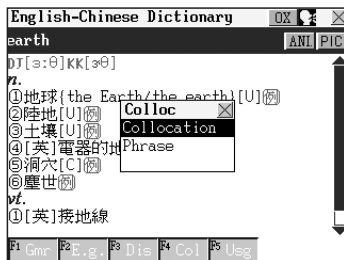 English-Chinese Dictionary OX
earth ANI. PIC
DJ[ɜ:θ]KK[ɝθ]
n.
①地球{the Earth/the earth}[U]例
②陸地[U]例
③土壤[U]例
④[英]電器的地
⑤洞穴[C]例
⑥塵世例
vt.
①[英]接地線
Colloc
Collocation
Phrase
F1 Gmr F2 E.g. F3 Dis F4 Col F5 Usg